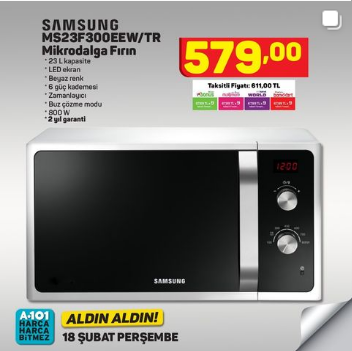 SAMSUNG
MS23F300EEW/TR
Mikrodalga Fırın
* 23 L kapasite
* LED ekran
* Beyaz renk
* 6 güç kademesi
* Zamanlayıcı
* Buz çözme modu
* 800 W
* 2 yıl garanti
579,00
Taksitli Fiyatı: 611,00 TL
12:00
SAMSUNG
A·101
HARCA
HARCA
BİTMEZ
ALDIN ALDIN!
18 ŞUBAT PERŞEMBE